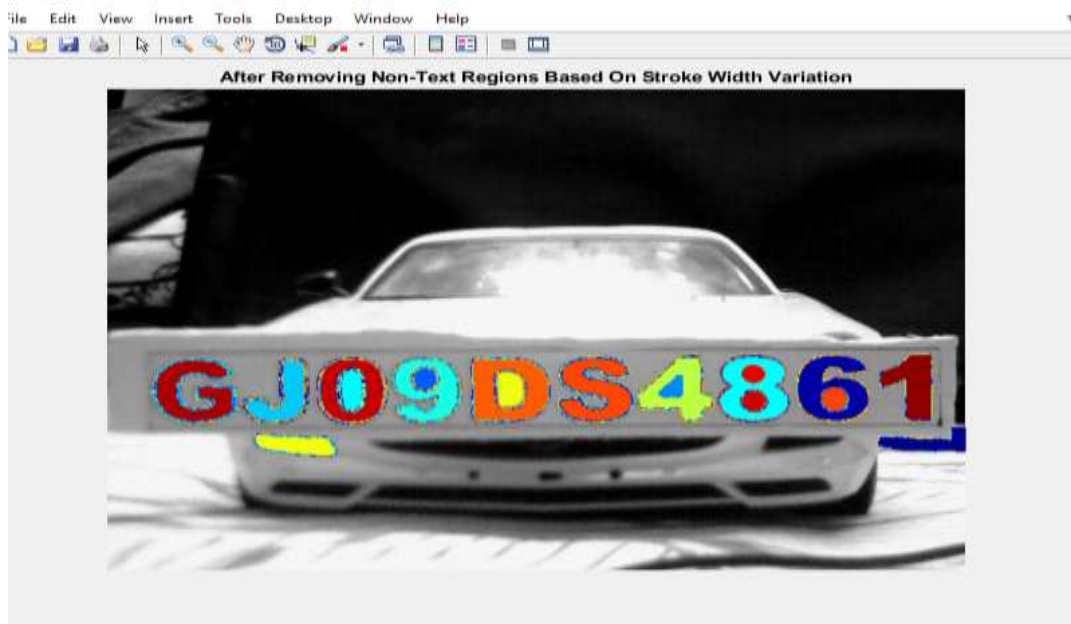 File Edit View Insert Tools Desktop Window Help
After Removing Non-Text Regions Based On Stroke Width Variation
GJ09DS4861